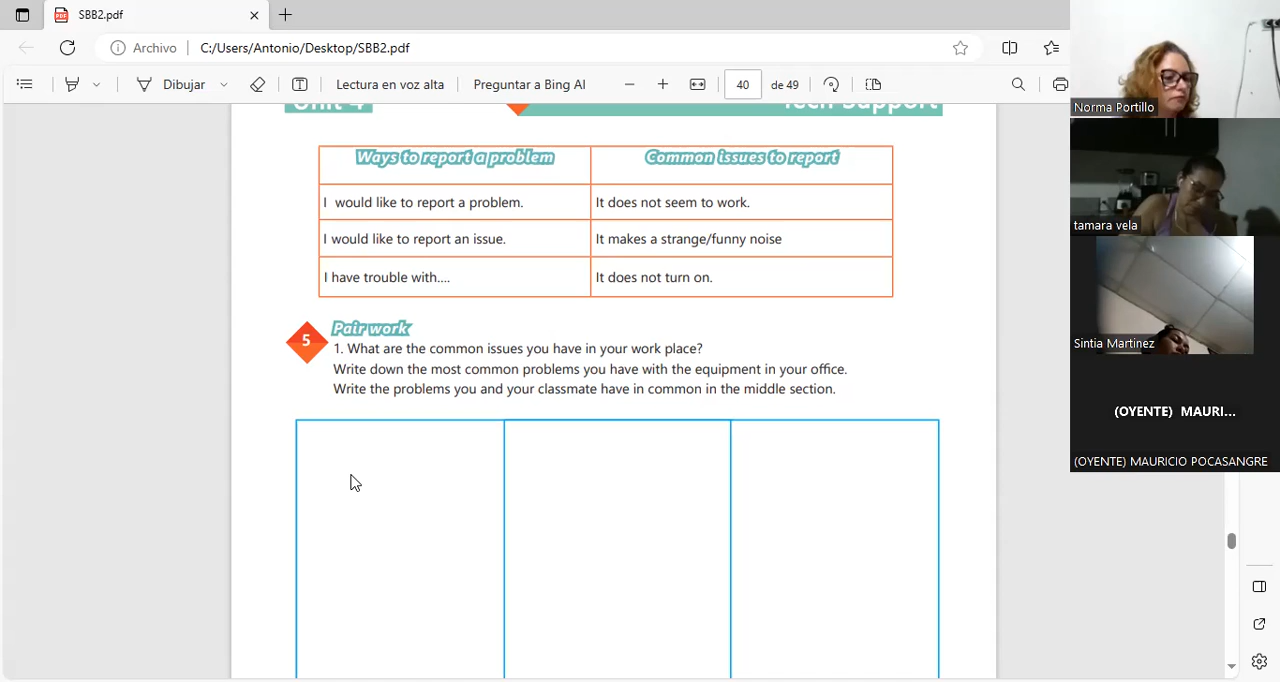 SBB2.pdf
Archivo
C:/Users/Antonio/Desktop/SBB2.pdf
Dibujar
Lectura en voz alta
Preguntar a Bing AI
40
de 49
Unit 4
Tech Support
Ways to report a problem
Common issues to report
I would like to report a problem.
It does not seem to work.
I would like to report an issue.
It makes a strange/funny noise
I have trouble with....
It does not turn on.
5
Pair work
1. What are the common issues you have in your work place?
Write down the most common problems you have with the equipment in your office.
Write the problems you and your classmate have in common in the middle section.
Norma Portillo
tamara vela
Sintia Martinez
(OYENTE) MAURI...
(OYENTE) MAURICIO POCASANGRE